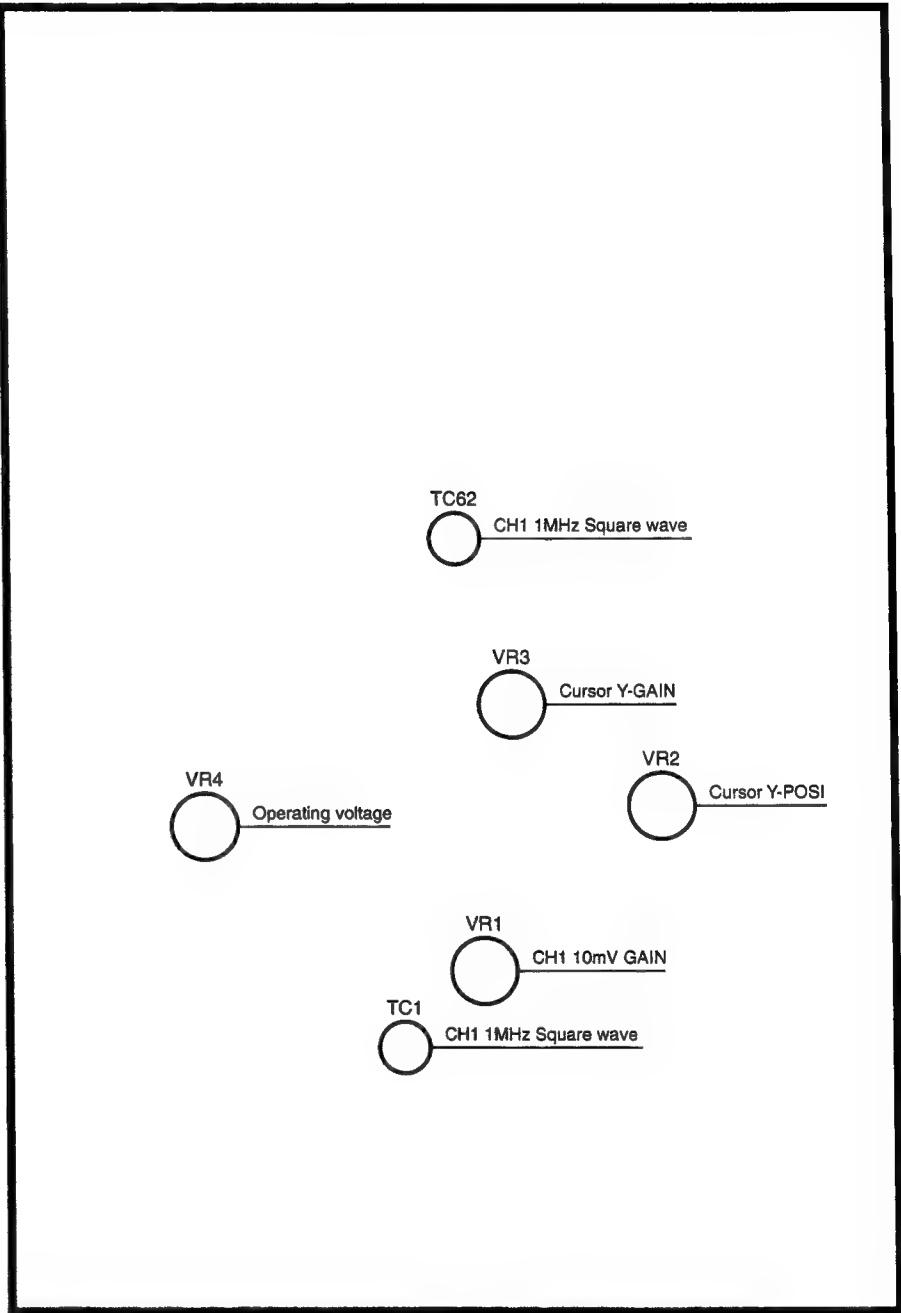 TC62
CH1 1MHz Square wave
VR3
Cursor Y-GAIN
VR2
Cursor Y-POSI
VR4
Operating voltage
VR1
CH1 10mV GAIN
TC1
CH1 1MHz Square wave